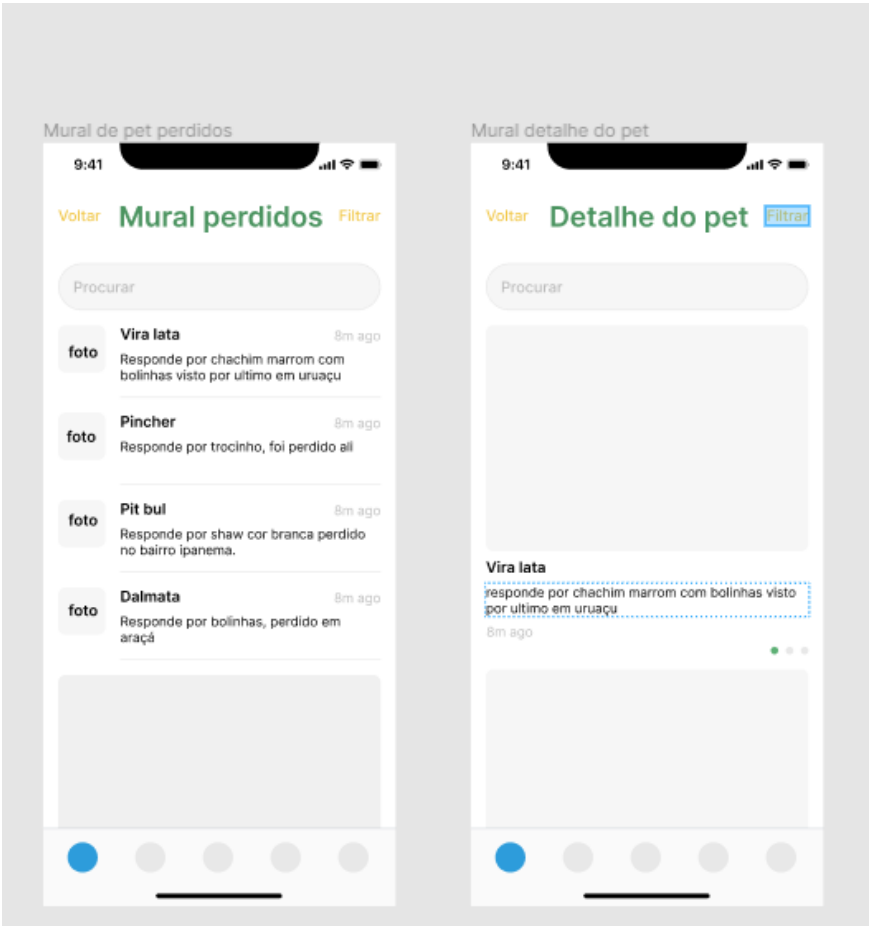 Mural de pet perdidos
9:41
Voltar Mural perdidos Filtrar
Procurar
foto
Vira lata 8m ago
Responde por chachim marrom com
bolinhas visto por ultimo em uruaçu
foto
Pincher 8m ago
Responde por trocinho, foi perdido ali
foto
Pit bul 8m ago
Responde por shaw cor branca perdido
no bairro ipanema.
foto
Dalmata 8m ago
Responde por bolinhas, perdido em
araçá
Mural detalhe do pet
9:41
Voltar Detalhe do pet Filtrar
Procurar
Vira lata
responde por chachim marrom com bolinhas visto
por ultimo em uruaçu
8m ago